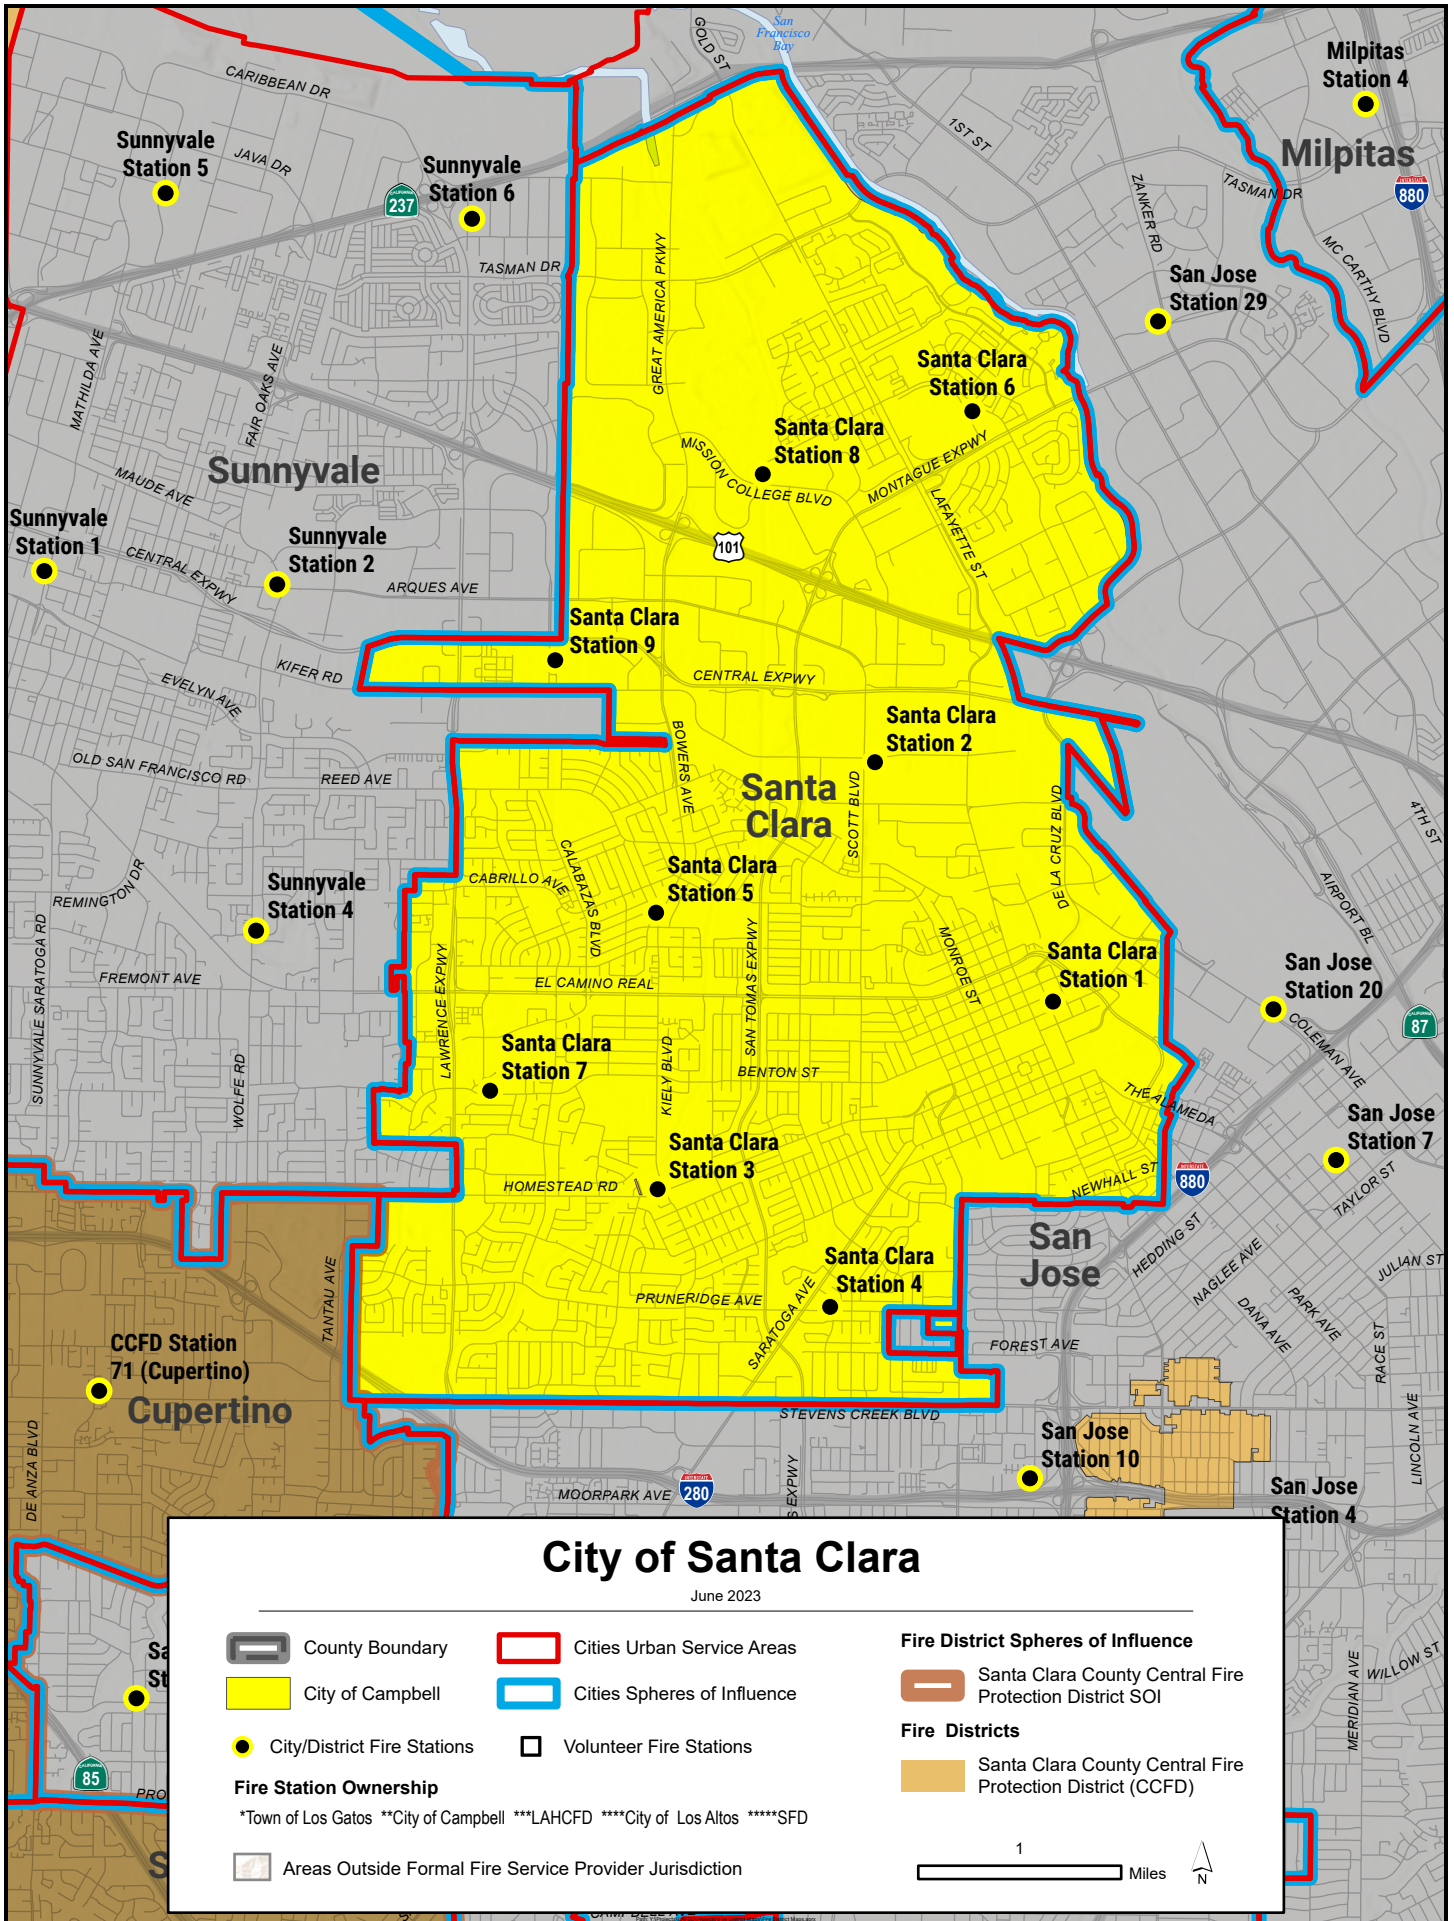 San
Francisco
Bay
GOLD ST
CARIBBEAN DR
Milpitas
Station 4
Sunnyvale
Station 5
JAVA DR
1ST ST
Milpitas
Sunnyvale
Station 6
CALIFORNIA
237
ZANKER RD
TASMAN DR
INTERSTATE
880
TASMAN DR
MC CARTHY BLVD
San Jose
Station 29
GREAT AMERICA PKWY
MATHILDA AVE
FAIR OAKS AVE
Santa Clara
Station 6
Santa Clara
Station 8
MISSION COLLEGE BLVD
MONTAGUE EXPWY
LAFAYETTE ST
Sunnyvale
MAUDE AVE
Sunnyvale
Station 1
Sunnyvale
Station 2
CENTRAL EXPWY
ARQUES AVE
101
Santa Clara
Station 9
KIFER RD
EVELYN AVE
CENTRAL EXPWY
BOWERS AVE
Santa Clara
Station 2
OLD SAN FRANCISCO RD
REED AVE
Santa
Clara
SCOTT BLVD
DE LA CRUZ BLVD
4TH ST
CALABAZAS BLVD
CABRILLO AVE
Santa Clara
Station 5
REMINGTON DR
Sunnyvale
Station 4
AIRPORT BL
SUNNYVALE SARATOGA RD
FREMONT AVE
LAWRENCE EXPWY
EL CAMINO REAL
SAN TOMAS EXPWY
MONROE ST
Santa Clara
Station 1
San Jose
Station 20
COLEMAN AVE
CALIFORNIA
87
WOLFE RD
Santa Clara
Station 7
KIELY BLVD
BENTON ST
THE ALAMEDA
San Jose
Station 7
Santa Clara
Station 3
HOMESTEAD RD
NEWHALL ST
INTERSTATE
880
TAYLOR ST
San
Jose
HEDDING ST
NAGLEE AVE
JULIAN ST
TANTAU AVE
Santa Clara
Station 4
PRUNERIDGE AVE
SARATOGA AVE
PARK AVE
DANA AVE
RACE ST
FOREST AVE
CCFD Station
71 (Cupertino)
Cupertino
STEVENS CREEK BLVD
DE ANZA BLVD
San Jose
Station 10
LINCOLN AVE
MOORPARK AVE
INTERSTATE
280
S EXPWY
San Jose
Station 4
City of Santa Clara
June 2023
County Boundary
Cities Urban Service Areas
City of Campbell
Cities Spheres of Influence
City/District Fire Stations
Volunteer Fire Stations
Fire Station Ownership
*Town of Los Gatos **City of Campbell ***LAHCFD ****City of Los Altos *****SFD
Areas Outside Formal Fire Service Provider Jurisdiction
Fire District Spheres of Influence
Santa Clara County Central Fire
Protection District SOI
Fire Districts
Santa Clara County Central Fire
Protection District (CCFD)
1
Miles
N
Sa
St
CALIFORNIA
85
PRO
S
MERIDIAN AVE
WILLOW ST
CAMPBELL AVE